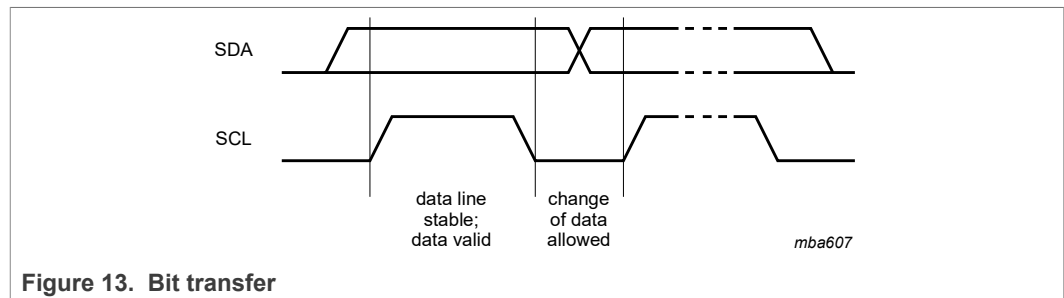 SDA
SCL
data line
stable;
data valid
change
of data
allowed
mba607
Figure 13. Bit transfer